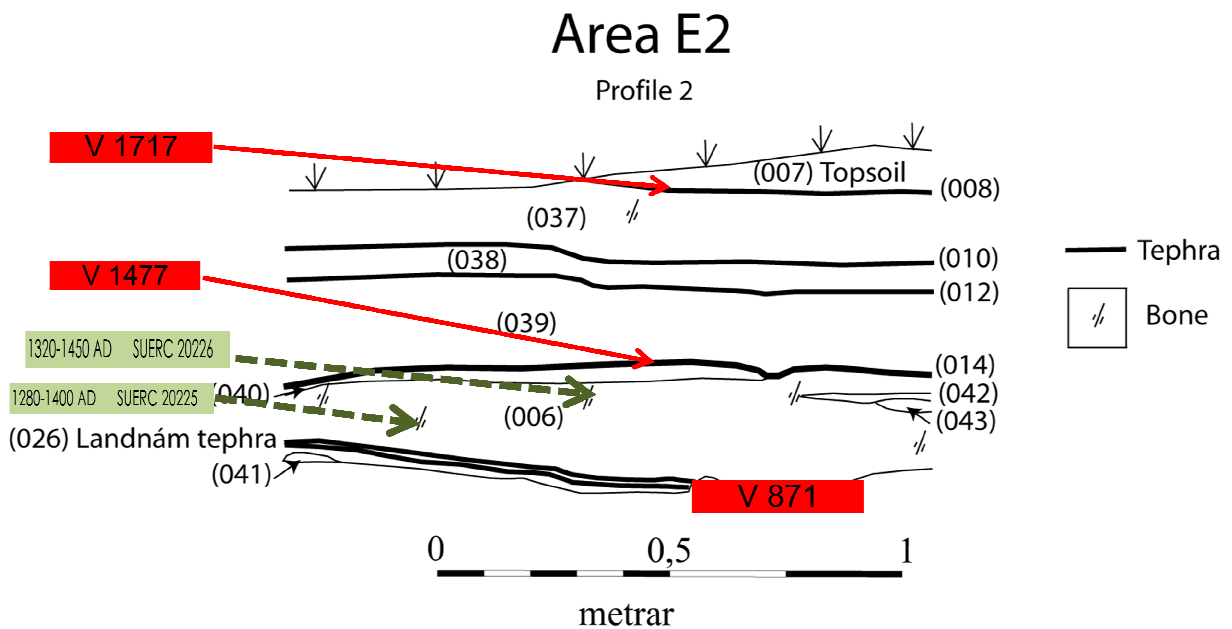 Area E2
Profile 2
V 1717
(007) Topsoil
(008)
(037)
(038)
(010)
Tephra
V 1477
(012)
Bone
(039)
1320-1450 AD SUERC 20226
(014)
(040)
1280-1400 AD SUERC 20225
(042)
(006)
(043)
(026) Landnám tephra
(041)
V 871
0 0,5 1
metrar